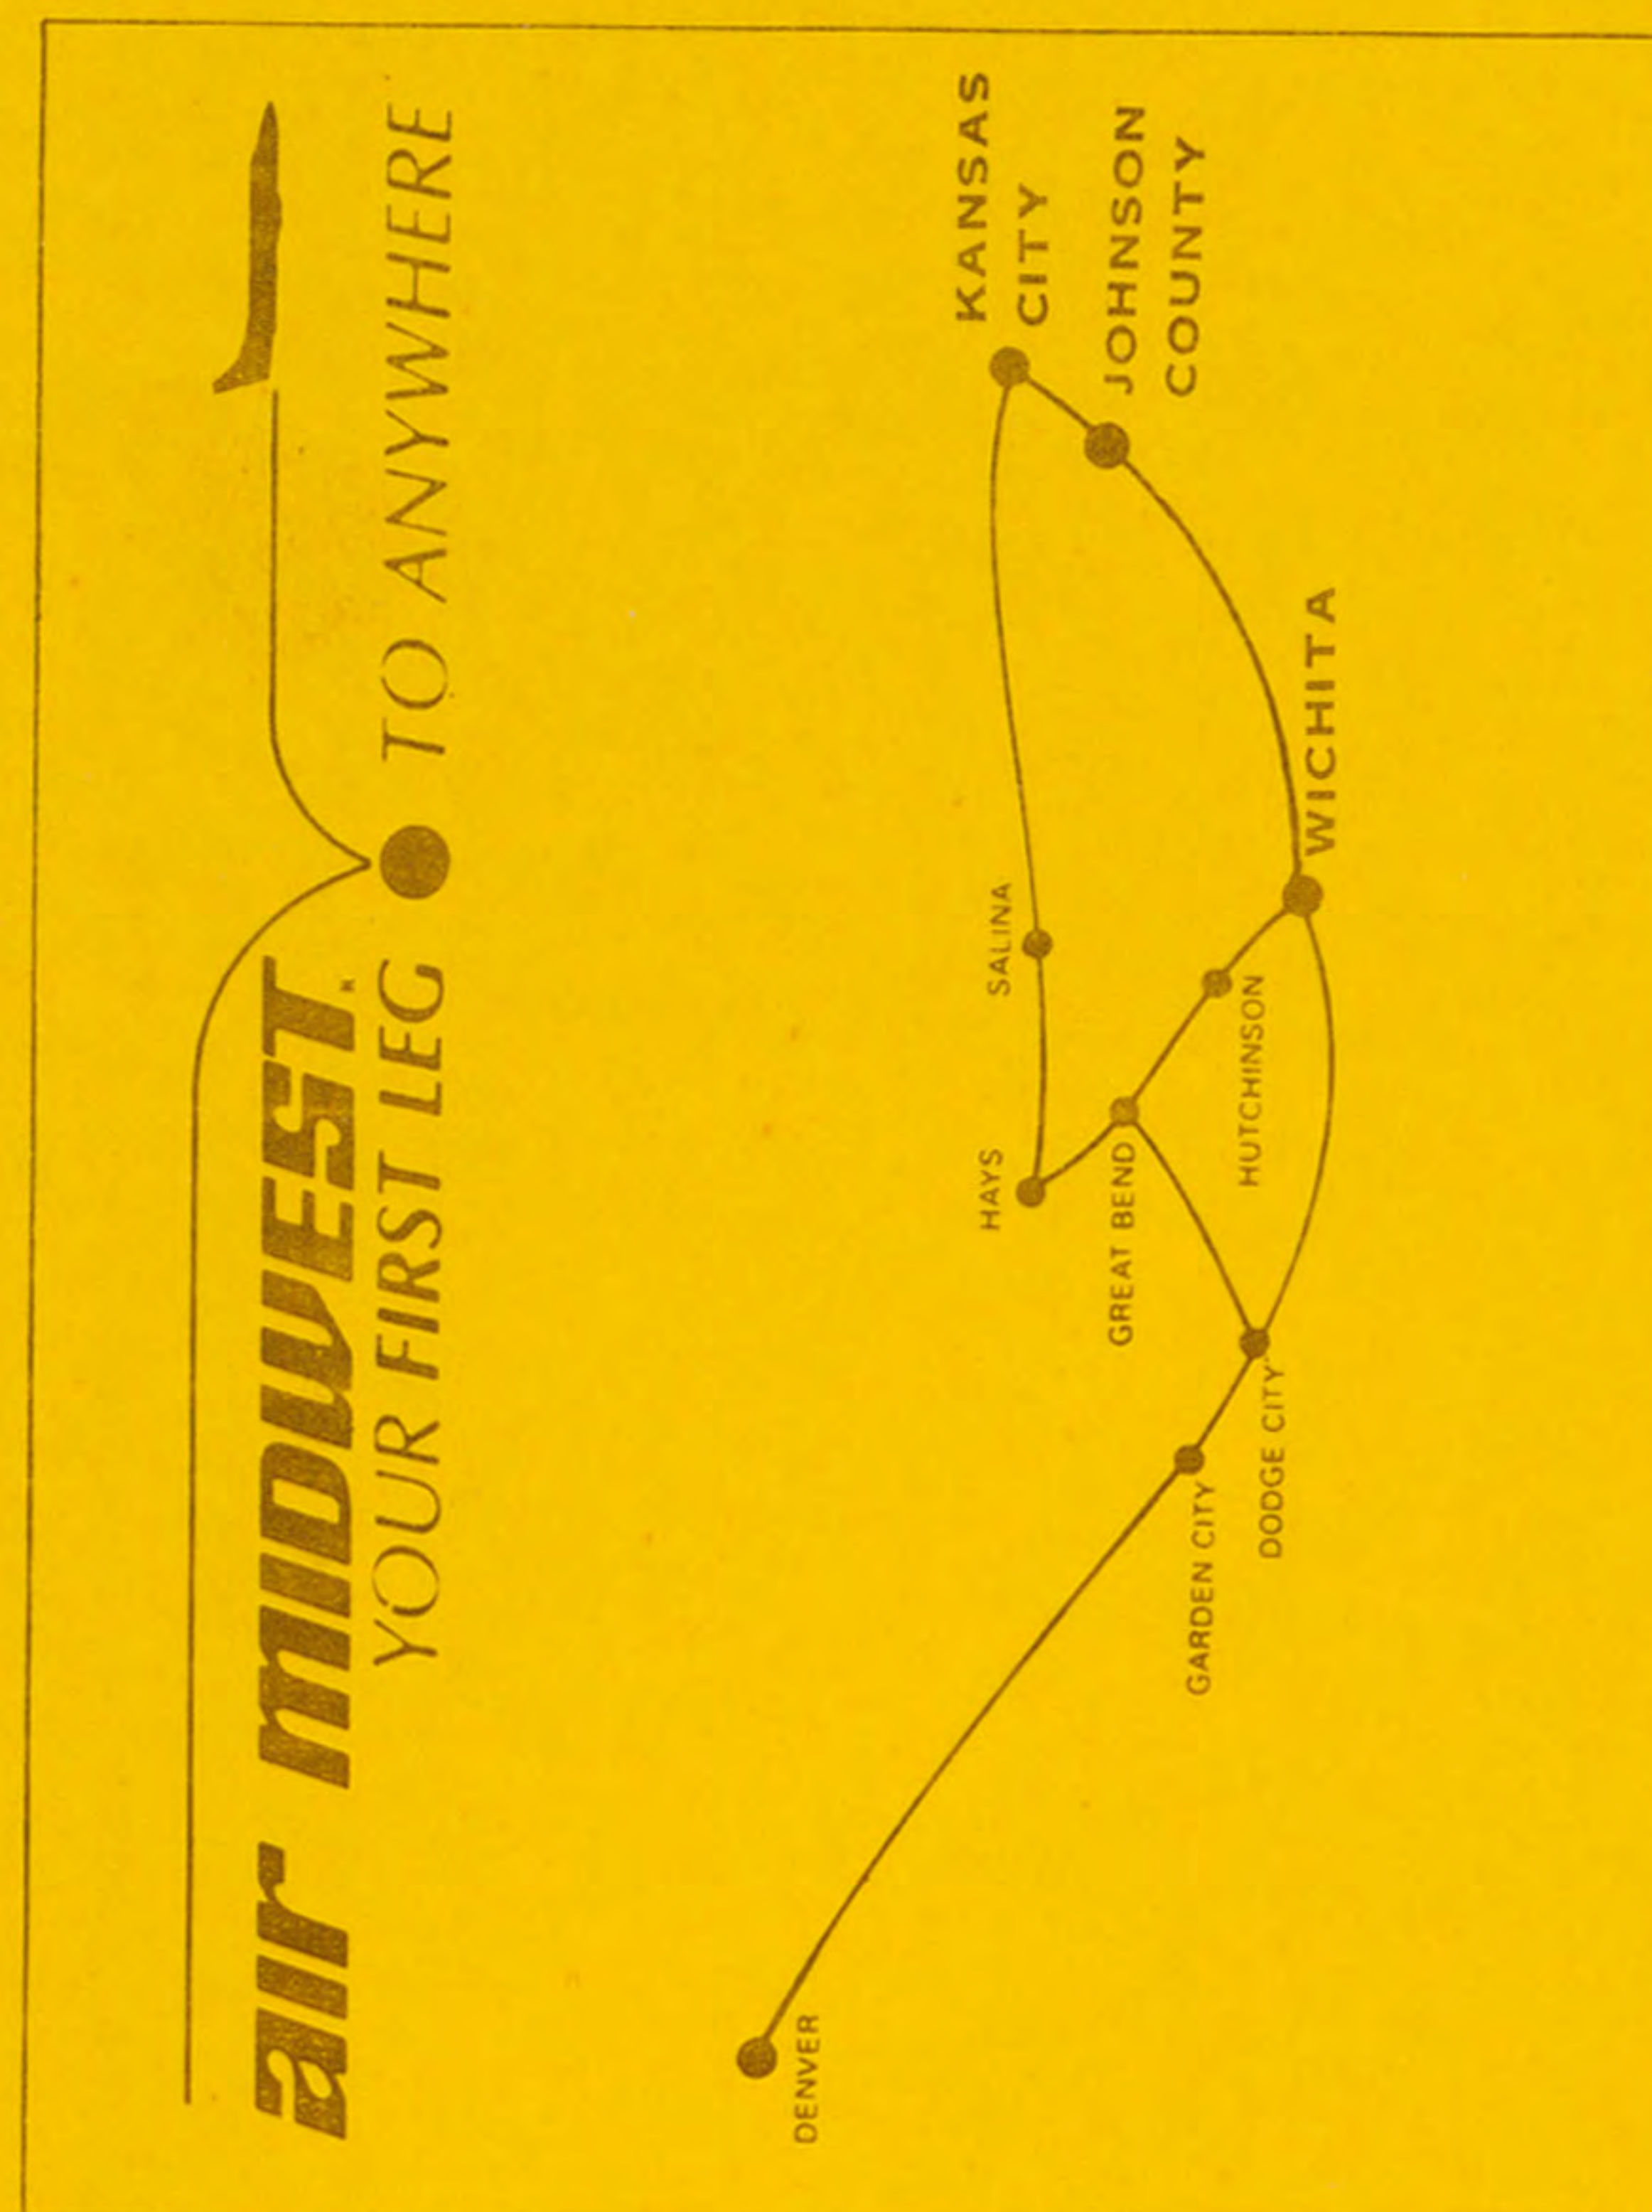 air midwest
YOUR FIRST LEG TO ANYWHERE
DENVER
KANSAS
CITY
HAYS
SALINA
JOHNSON
COUNTY
GREAT BEND
GARDEN CITY
HUTCHINSON
DODGE CITY
WICHITA